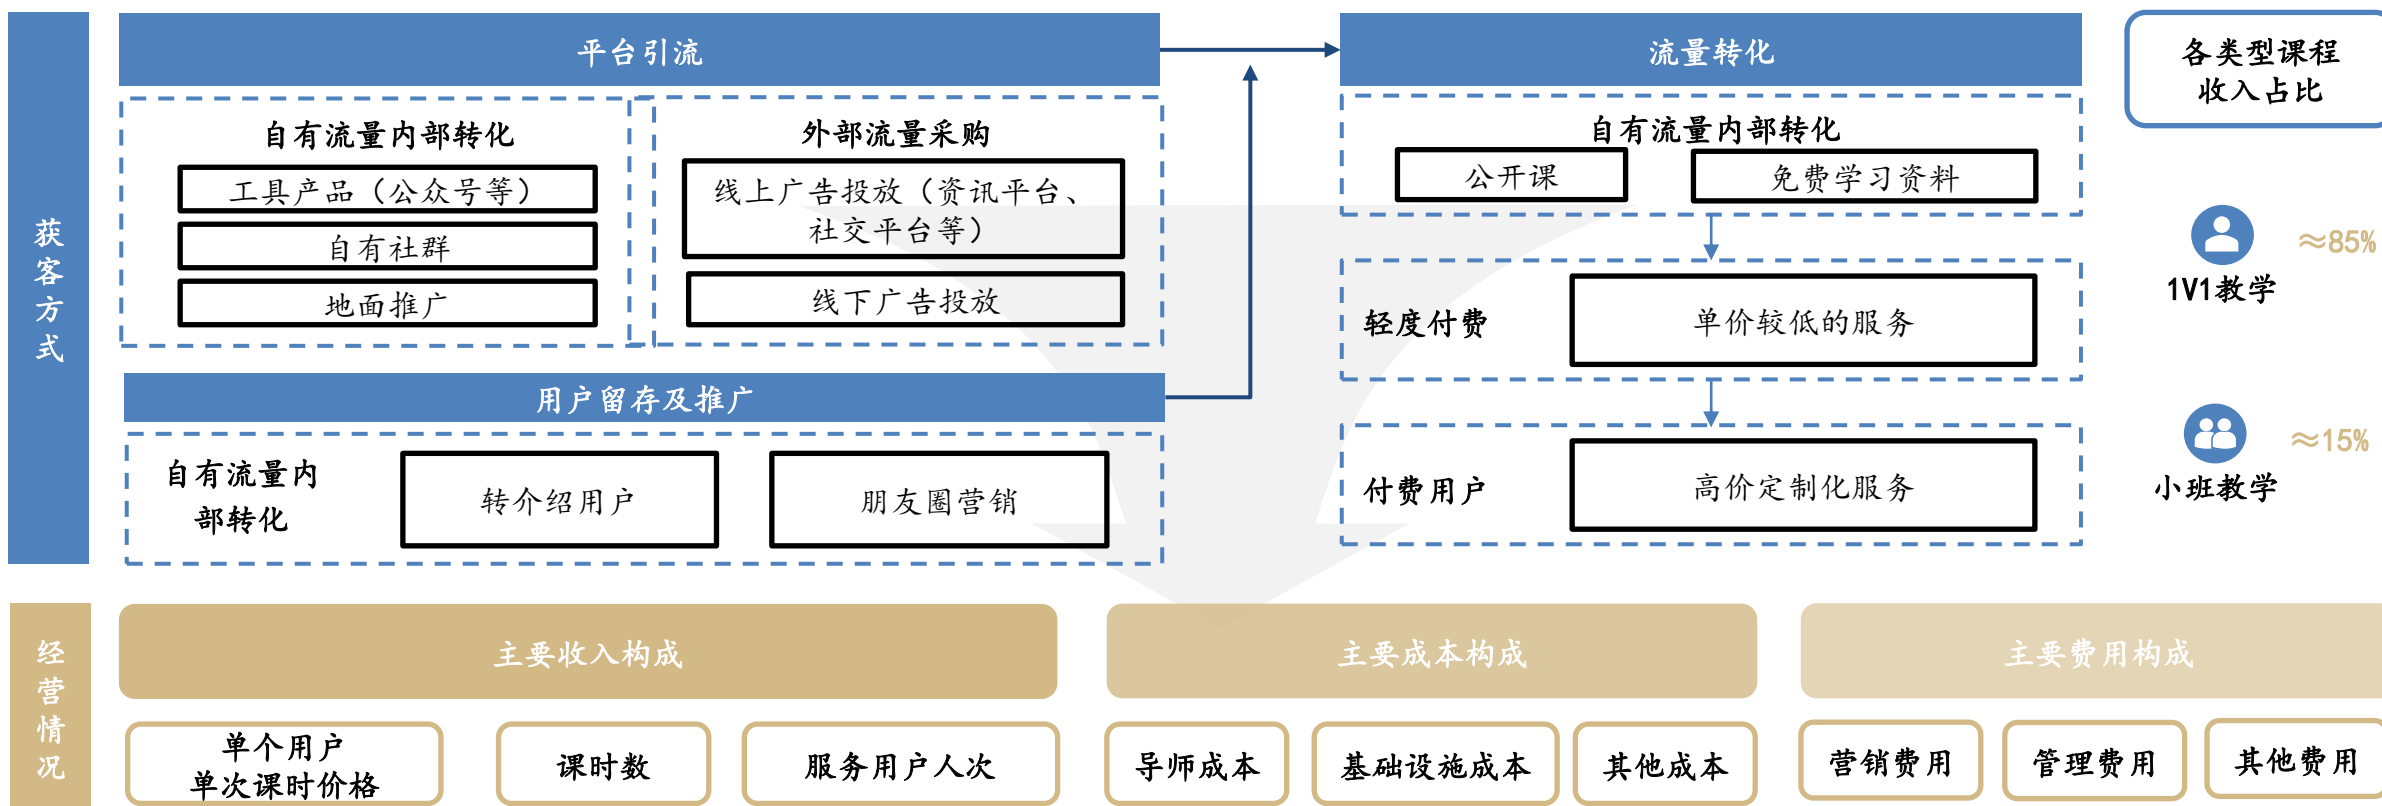 获客方式
平台引流
自有流量内部转化
工具产品（公众号等）
自有社群
地面推广
外部流量采购
线上广告投放（资讯平台、
社交平台等）
线下广告投放
用户留存及推广
自有流量内
部转化
转介绍用户
朋友圈营销
流量转化
自有流量内部转化
公开课
免费学习资料
轻度付费
单价较低的服务
付费用户
高价定制化服务
各类型课程
收入占比
≈85%
1V1教学
≈15%
小班教学
经营情况
主要收入构成
单个用户
单次课时价格
课时数
服务用户人次
主要成本构成
导师成本
基础设施成本
其他成本
主要费用构成
营销费用
管理费用
其他费用